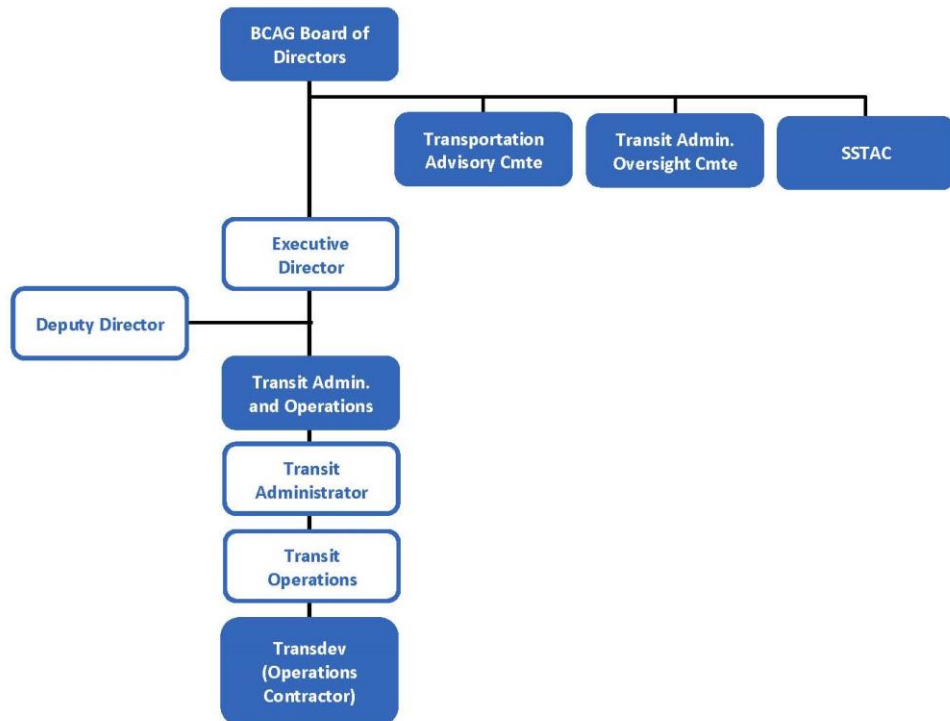 BCAG Board of
Directors
Transportation
Advisory Cmte
Transit Admin.
Oversight Cmte
SSTAC
Executive
Director
Deputy Director
Transit Admin.
and Operations
Transit
Administrator
Transit
Operations
Transdev
(Operations
Contractor)